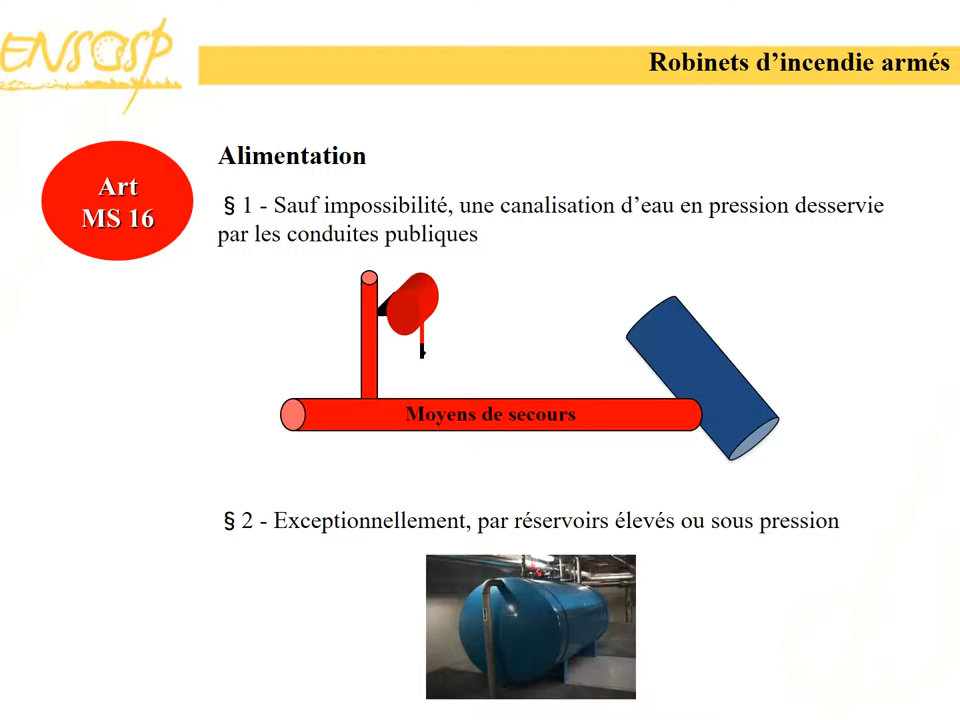 ENSOSP
Robinets d’incendie armés
Art
MS 16
Alimentation
§ 1 - Sauf impossibilité, une canalisation d’eau en pression desservie
par les conduites publiques
Moyens de secours
§ 2 - Exceptionnellement, par réservoirs élevés ou sous pression